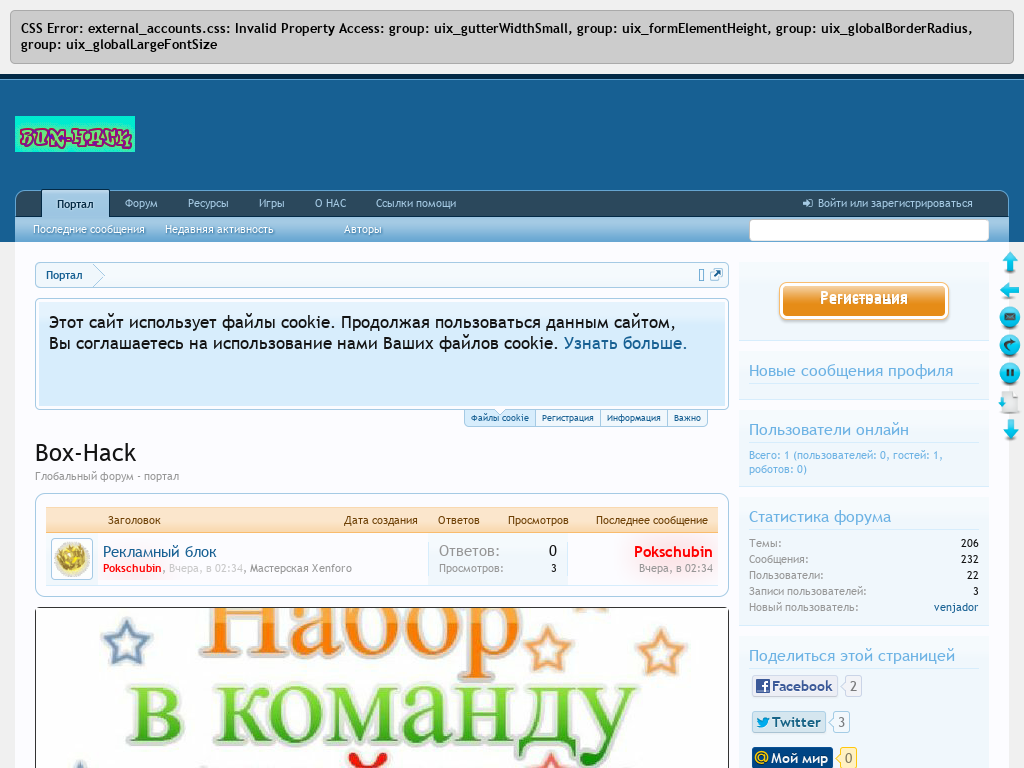 CSS Error: external_accounts.css: Invalid Property Access: group: uix_gutterWidthSmall, group: uix_formElementHeight, group: uix_globalBorderRadius,
group: uix_globalLargeFontSize
BOX-HACK
Портал
Форум
Ресурсы
Игры
О НАС
Ссылки помощи
Войти или зарегистрироваться
Последние сообщения
Недавняя активность
Авторы
Портал
Этот сайт использует файлы cookie. Продолжая пользоваться данным сайтом,
Вы соглашаетесь на использование нами Ваших файлов cookie. Узнать больше.
Файлы cookie
Регистрация
Информация
Важно
Box-Hack
Глобальный форум - портал
Заголовок
Дата создания
Ответов
Просмотров
Последнее сообщение
Рекламный блок
Pokschubin, Вчера, в 02:34, Мастерская Xenforo
Ответов: 0
Просмотров: 3
Pokschubin
Вчера, в 02:34
Набор
в команду
Регистрация
Новые сообщения профиля
Пользователи онлайн
Всего: 1 (пользователей: 0, гостей: 1,
роботов: 0)
Статистика форума
Темы: 206
Сообщения: 232
Пользователи: 22
Записи пользователей: 3
Новый пользователь: venjador
Поделиться этой страницей
Facebook 2
Twitter 3
Мой мир 0